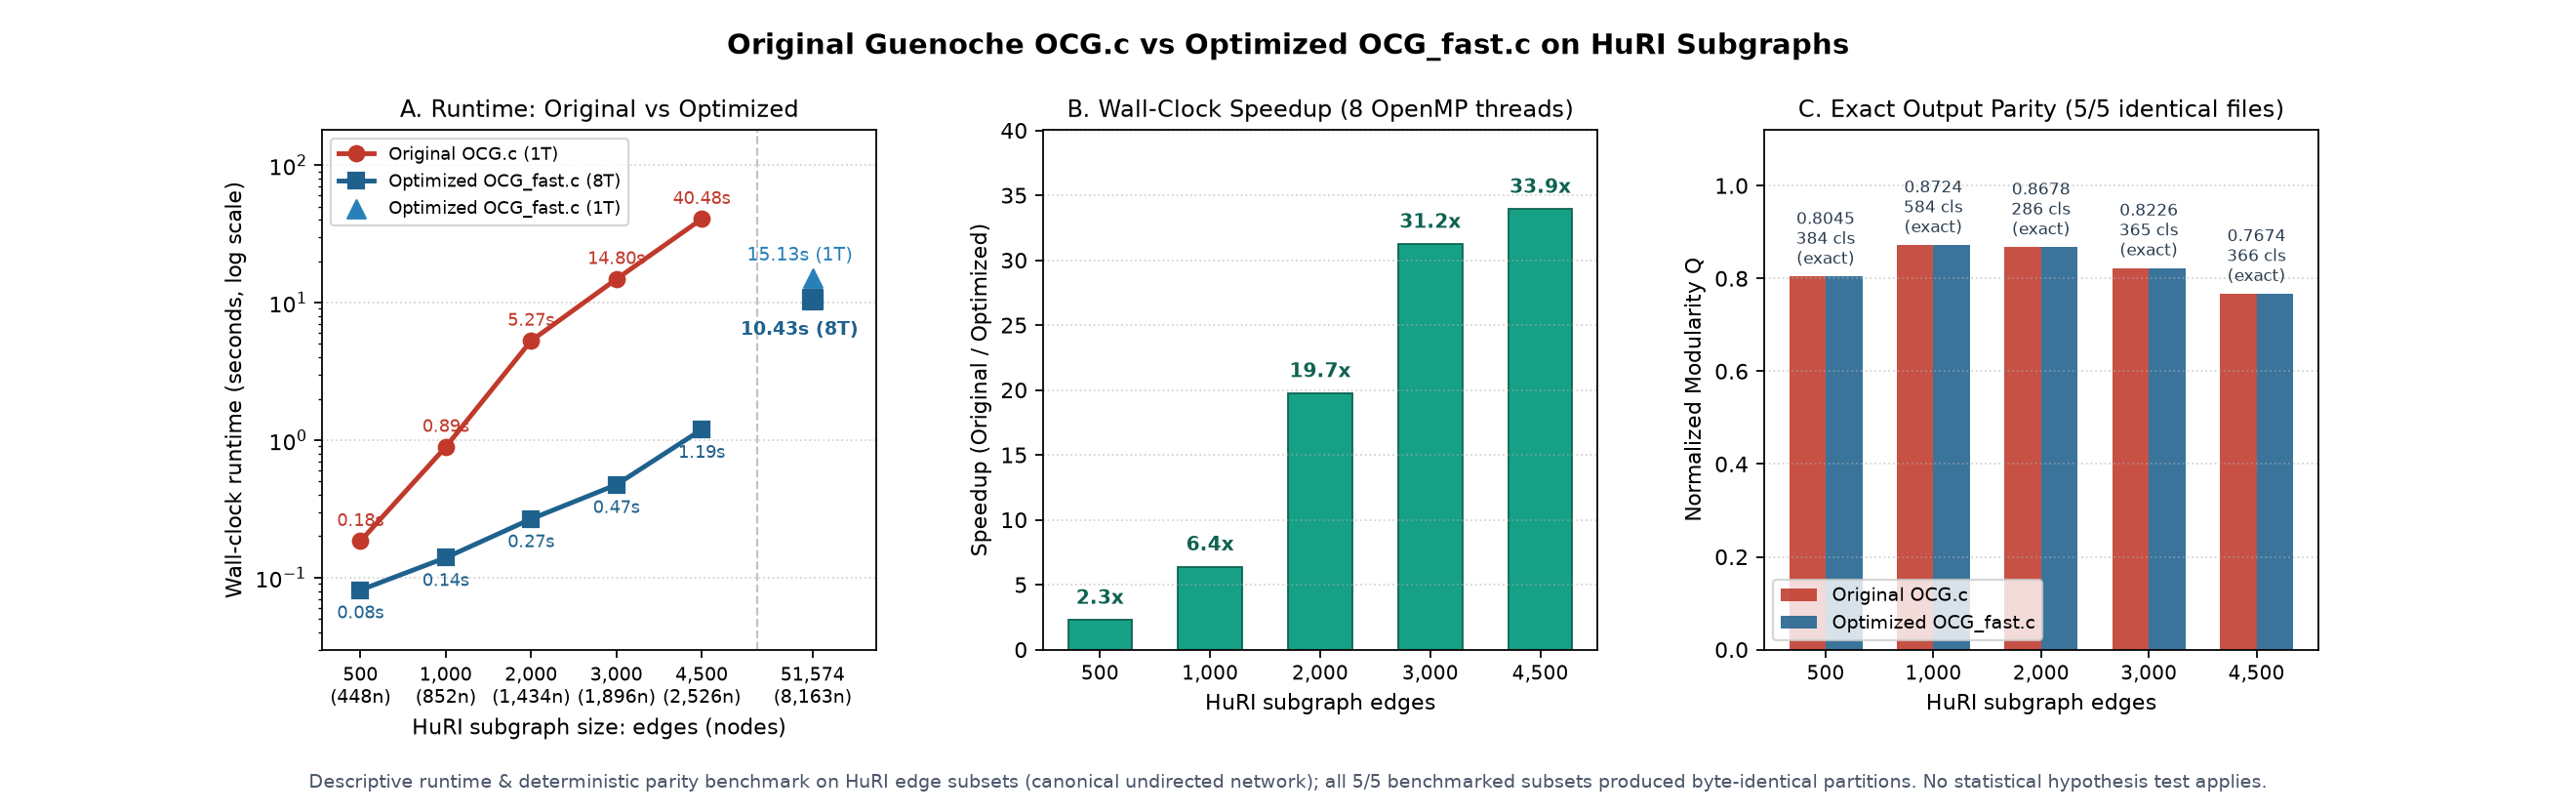 Original Guenoche OCG.c vs Optimized OCG_fast.c on HuRI Subgraphs
A. Runtime: Original vs Optimized
Wall-clock runtime (seconds, log scale)
10²
10¹
10⁰
10⁻¹
Original OCG.c (1T)
Optimized OCG_fast.c (8T)
Optimized OCG_fast.c (1T)
40.48s
14.80s
5.27s
0.89s
0.18s
15.13s (1T)
10.43s (8T)
1.19s
0.47s
0.27s
0.14s
0.08s
500 1,000 2,000 3,000 4,500 51,574
(448n) (852n) (1,434n) (1,896n) (2,526n) (8,163n)
HuRI subgraph size: edges (nodes)
B. Wall-Clock Speedup (8 OpenMP threads)
Speedup (Original / Optimized)
40
35
30
25
20
15
10
5
0
2.3x
6.4x
19.7x
31.2x
33.9x
500 1,000 2,000 3,000 4,500
HuRI subgraph edges
C. Exact Output Parity (5/5 identical files)
Normalized Modularity Q
1.0
0.8
0.6
0.4
0.2
0.0
0.8045
384 cls
(exact)
0.8724
584 cls
(exact)
0.8678
286 cls
(exact)
0.8226
365 cls
(exact)
0.7674
366 cls
(exact)
Original OCG.c
Optimized OCG_fast.c
500 1,000 2,000 3,000 4,500
HuRI subgraph edges
Descriptive runtime & deterministic parity benchmark on HuRI edge subsets (canonical undirected network); all 5/5 benchmarked subsets produced byte-identical partitions. No statistical hypothesis test applies.